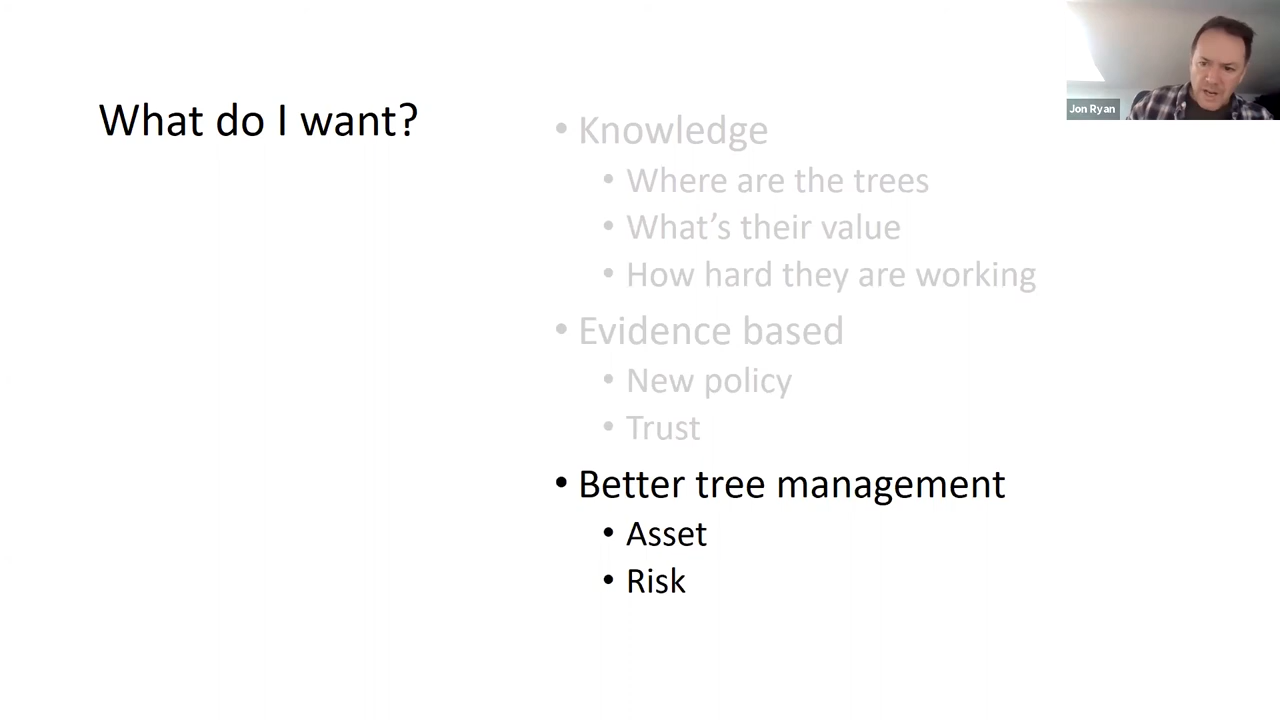 What do I want?
• Knowledge
• Where are the trees
• What's their value
• How hard they are working
• Evidence based
• New policy
• Trust
• Better tree management
• Asset
• Risk
Jon Ryan